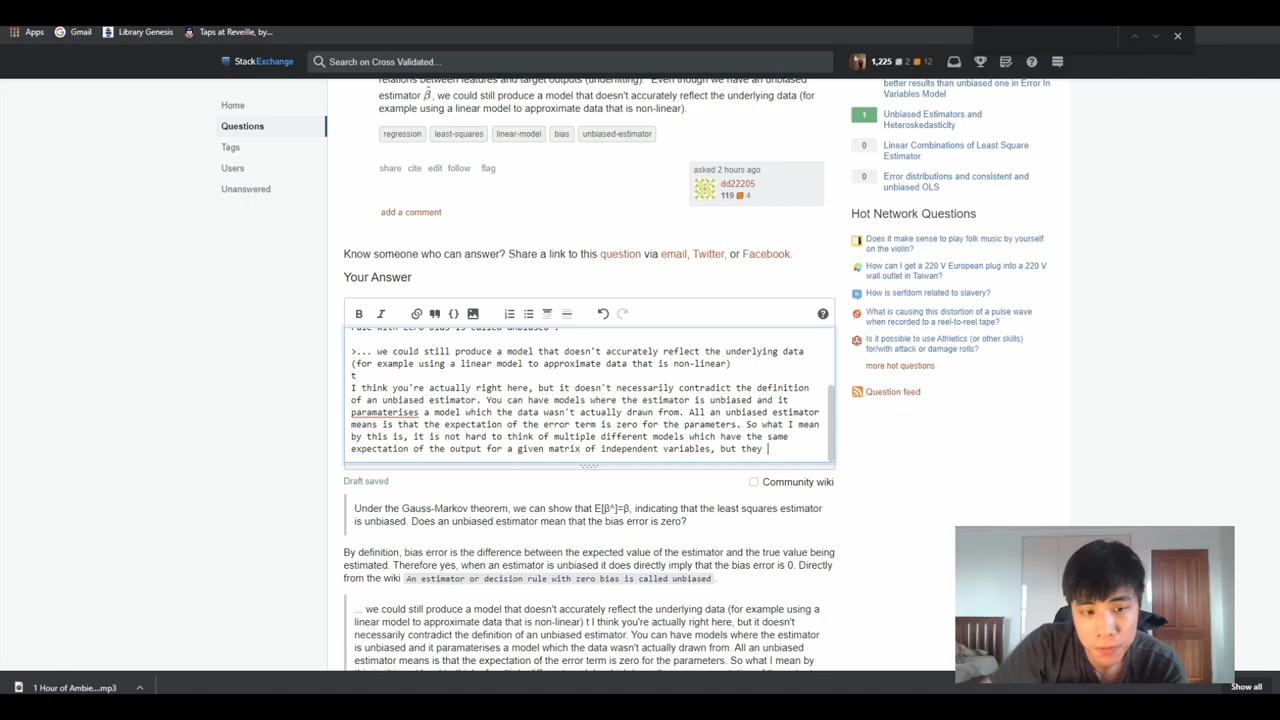 Apps
Gmail
Library Genesis
Taps at Reveille, by...
StackExchange
Search on Cross Validated...
1,225 2 12
Home
Questions
Tags
Users
Unanswered
relations between features and target outputs (underfitting)." Even though we have an unbiased
estimator β̂, we could still produce a model that doesn't accurately reflect the underlying data (for
example using a linear model to approximate data that is non-linear).
regression least-squares linear-model bias unbiased-estimator
share cite edit follow flag
asked 2 hours ago
dd22205
119 4
add a comment
Know someone who can answer? Share a link to this question via email, Twitter, or Facebook.
Your Answer
rule with zero bias is called unbiased`.
>... we could still produce a model that doesn't accurately reflect the underlying data
(for example using a linear model to approximate data that is non-linear)
t
I think you're actually right here, but it doesn't necessarily contradict the definition
of an unbiased estimator. You can have models where the estimator is unbiased and it
paramaterises a model which the data wasn't actually drawn from. All an unbiased estimator
means is that the expectation of the error term is zero for the parameters. So what I mean
by this is, it is not hard to think of multiple different models which have the same
expectation of the output for a given matrix of independent variables, but they
Draft saved
Community wiki
Under the Gauss-Markov theorem, we can show that E[β^]=β, indicating that the least squares estimator
is unbiased. Does an unbiased estimator mean that the bias error is zero?
By definition, bias error is the difference between the expected value of the estimator and the true value being
estimated. Therefore yes, when an estimator is unbiased it does directly imply that the bias error is 0. Directly
from the wiki An estimator or decision rule with zero bias is called unbiased.
... we could still produce a model that doesn't accurately reflect the underlying data (for example using a
linear model to approximate data that is non-linear) t I think you're actually right here, but it doesn't
necessarily contradict the definition of an unbiased estimator. You can have models where the estimator
is unbiased and it paramaterises a model which the data wasn't actually drawn from. All an unbiased
estimator means is that the expectation of the error term is zero for the parameters. So what I mean by
better results than unbiased one in Error In
Variables Model
1
Unbiased Estimators and
Heteroskedasticity
0
Linear Combinations of Least Square
Estimator
0
Error distributions and consistent and
unbiased OLS
Hot Network Questions
Does it make sense to play folk music by yourself
on the violin?
How can I get a 220 V European plug into a 220 V
wall outlet in Taiwan?
How is serfdom related to slavery?
What is causing this distortion of a pulse wave
when recorded to a reel-to-reel tape?
Is it possible to use Athletics (or other skills)
for/with attack or damage rolls?
more hot questions
Question feed
1 Hour of Ambie....mp3
Show all